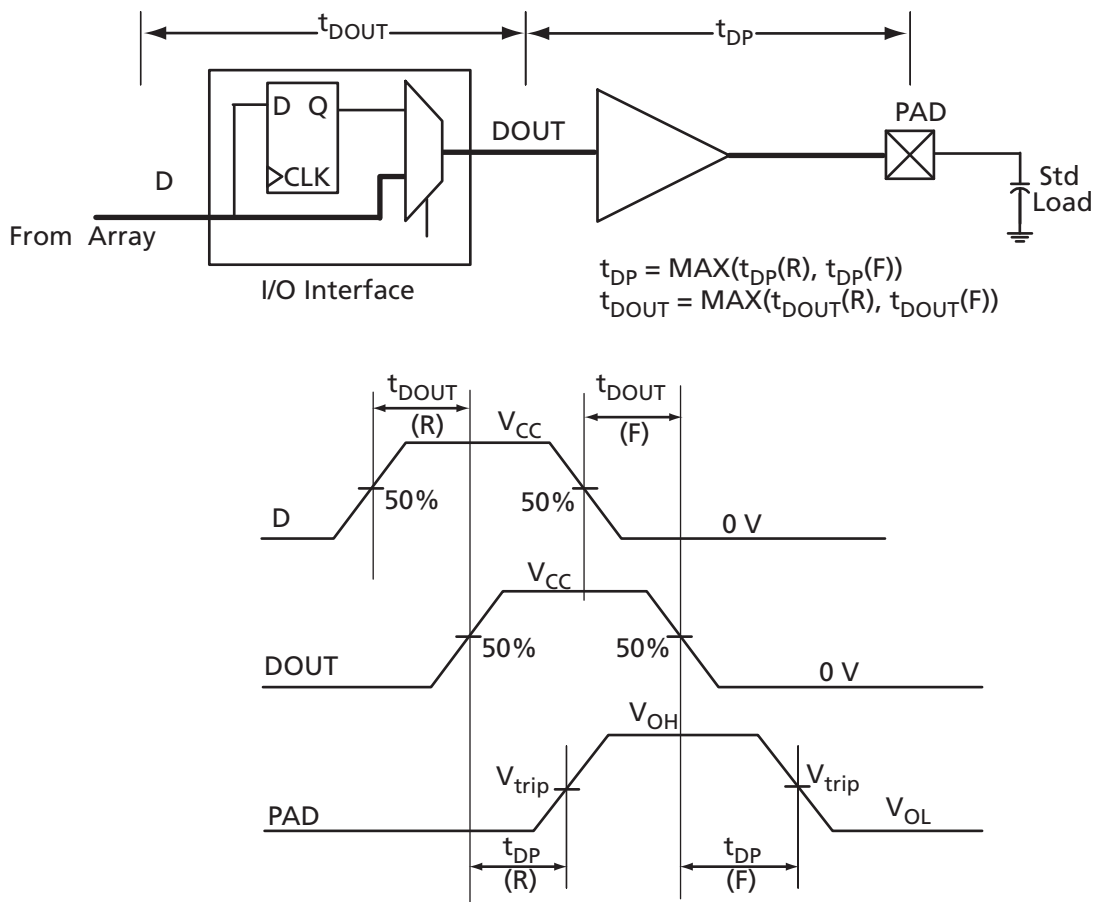 tDOUT tDP
D Q
CLK
D
From Array
I/O Interface
DOUT
PAD
Std
Load
tDP = MAX(tDP(R), tDP(F))
tDOUT = MAX(tDOUT(R), tDOUT(F))
tDOUT
(R)
tDOUT
(F)
VCC
50%
50%
D
0 V
VCC
50%
50%
DOUT
0 V
VOH
Vtrip
Vtrip
PAD
VOL
tDP
(R)
tDP
(F)